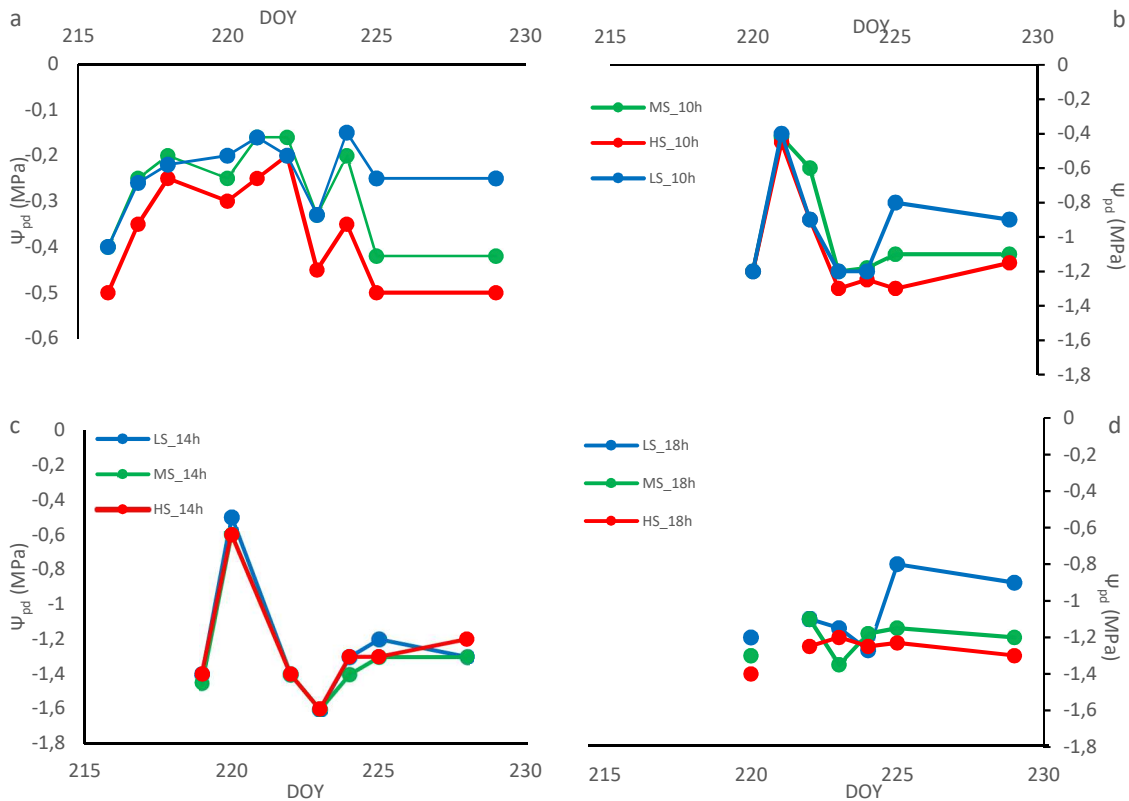 a
DOY
215 220 225 230
0
-0,1
-0,2
-0,3
-0,4
-0,5
-0,6
Ψpd (MPa)
b
DOY
215 220 225 230
0
-0,2
-0,4
-0,6
-0,8
-1
-1,2
-1,4
-1,6
-1,8
Ψpd (MPa)
MS_10h
HS_10h
LS_10h
c
0
-0,2
-0,4
-0,6
-0,8
-1
-1,2
-1,4
-1,6
-1,8
Ψpd (MPa)
LS_14h
MS_14h
HS_14h
215 220 225 230
DOY
d
LS_18h
MS_18h
HS_18h
0
-0,2
-0,4
-0,6
-0,8
-1
-1,2
-1,4
-1,6
-1,8
Ψpd (MPa)
215 220 225 230
DOY